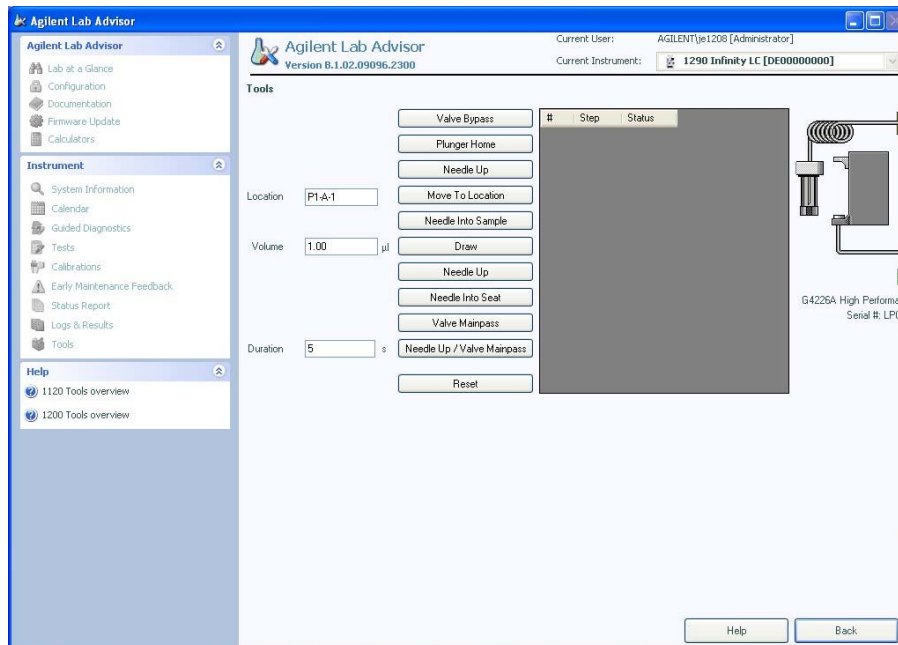 Agilent Lab Advisor
Agilent Lab Advisor
Lab at a Glance
Configuration
Documentation
Firmware Update
Calculators
Instrument
System Information
Calendar
Guided Diagnostics
Tests
Calibrations
Early Maintenance Feedback
Status Report
Logs & Results
Tools
Help
1120 Tools overview
1200 Tools overview
Agilent Lab Advisor
Version B.1.02.09096.2300
Current User: AGILENT\je1208 [Administrator]
Current Instrument: 1290 Infinity LC [DE00000000]
Tools
Valve Bypass
Plunger Home
Needle Up
Location P1-A-1 Move To Location
Needle Into Sample
Volume 1.00 µl Draw
Needle Up
Needle Into Seat
Valve Mainpass
Duration 5 s Needle Up / Valve Mainpass
Reset
# Step Status
G4226A High Performa
Serial #: LP0
Help Back